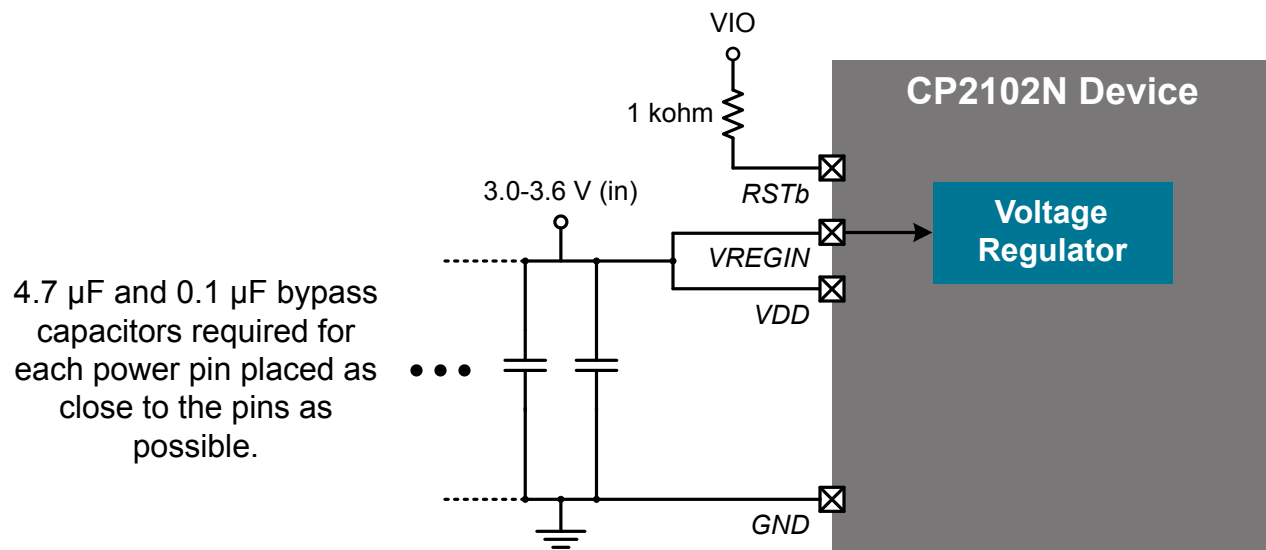 VIO
CP2102N Device
1 kohm
RSTb
3.0-3.6 V (in)
Voltage
Regulator
VREGIN
VDD
4.7 µF and 0.1 µF bypass
capacitors required for
each power pin placed as
close to the pins as
possible.
GND